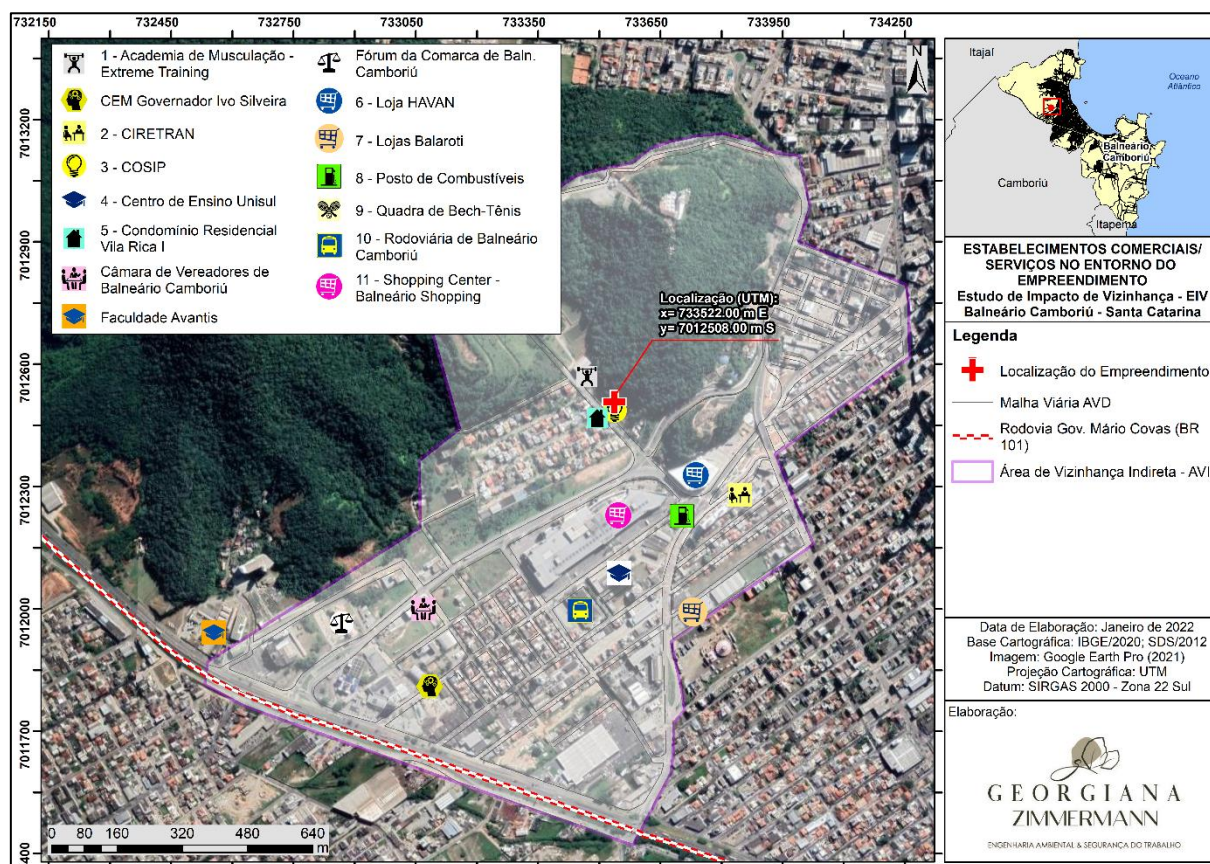 732150 732450 732750 733050 733350 733650 733950 734250
1 - Academia de Musculação -
Extreme Training
CEM Governador Ivo Silveira
2 - CIRETRAN
3 - COSIP
4 - Centro de Ensino Unisul
5 - Condomínio Residencial
Vila Rica I
Câmara de Vereadores de
Balneário Camboriú
Faculdade Avantis
Fórum da Comarca de Baln.
Camboriú
6 - Loja HAVAN
7 - Lojas Balaroti
8 - Posto de Combustíveis
9 - Quadra de Bech-Tênis
10 - Rodoviária de Balneário
Camboriú
11 - Shopping Center -
Balneário Shopping
N
7013200
7012900
7012600
7012300
7012000
7011700
400
Localização (UTM):
x= 733522.00 m E
y= 7012508.00 m S
0 80 160 320 480 640
m
Itajaí
Oceano
Atlântico
Balneário
Camboriú
Camboriú
Itapema
ESTABELECIMENTOS COMERCIAIS/
SERVIÇOS NO ENTORNO DO
EMPREENDIMENTO
Estudo de Impacto de Vizinhança - EIV
Balneário Camboriú - Santa Catarina
Legenda
Localização do Empreendimento
Malha Viária AVD
Rodovia Gov. Mário Covas (BR
101)
Área de Vizinhança Indireta - AVI
Data de Elaboração: Janeiro de 2022
Base Cartográfica: IBGE/2020; SDS/2012
Imagem: Google Earth Pro (2021)
Projeção Cartográfica: UTM
Datum: SIRGAS 2000 - Zona 22 Sul
Elaboração:
GEORGIANA
ZIMMERMANN
ENGENHARIA AMBIENTAL & SEGURANÇA DO TRABALHO